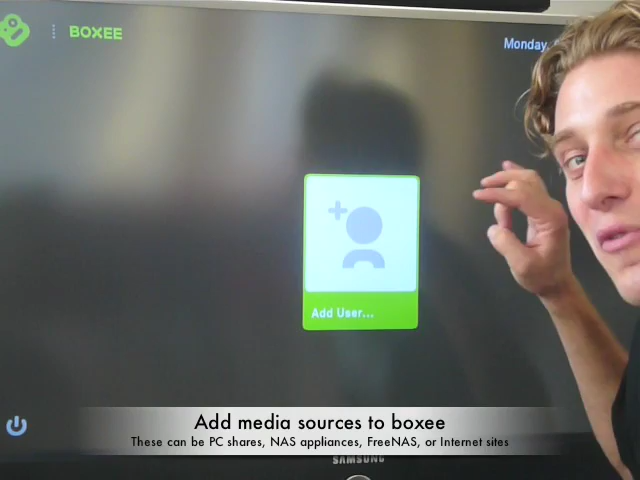 BOXEE
Monday,
Add User...
Add media sources to boxee
These can be PC shares, NAS appliances, FreeNAS, or Internet sites
SAMSUNG